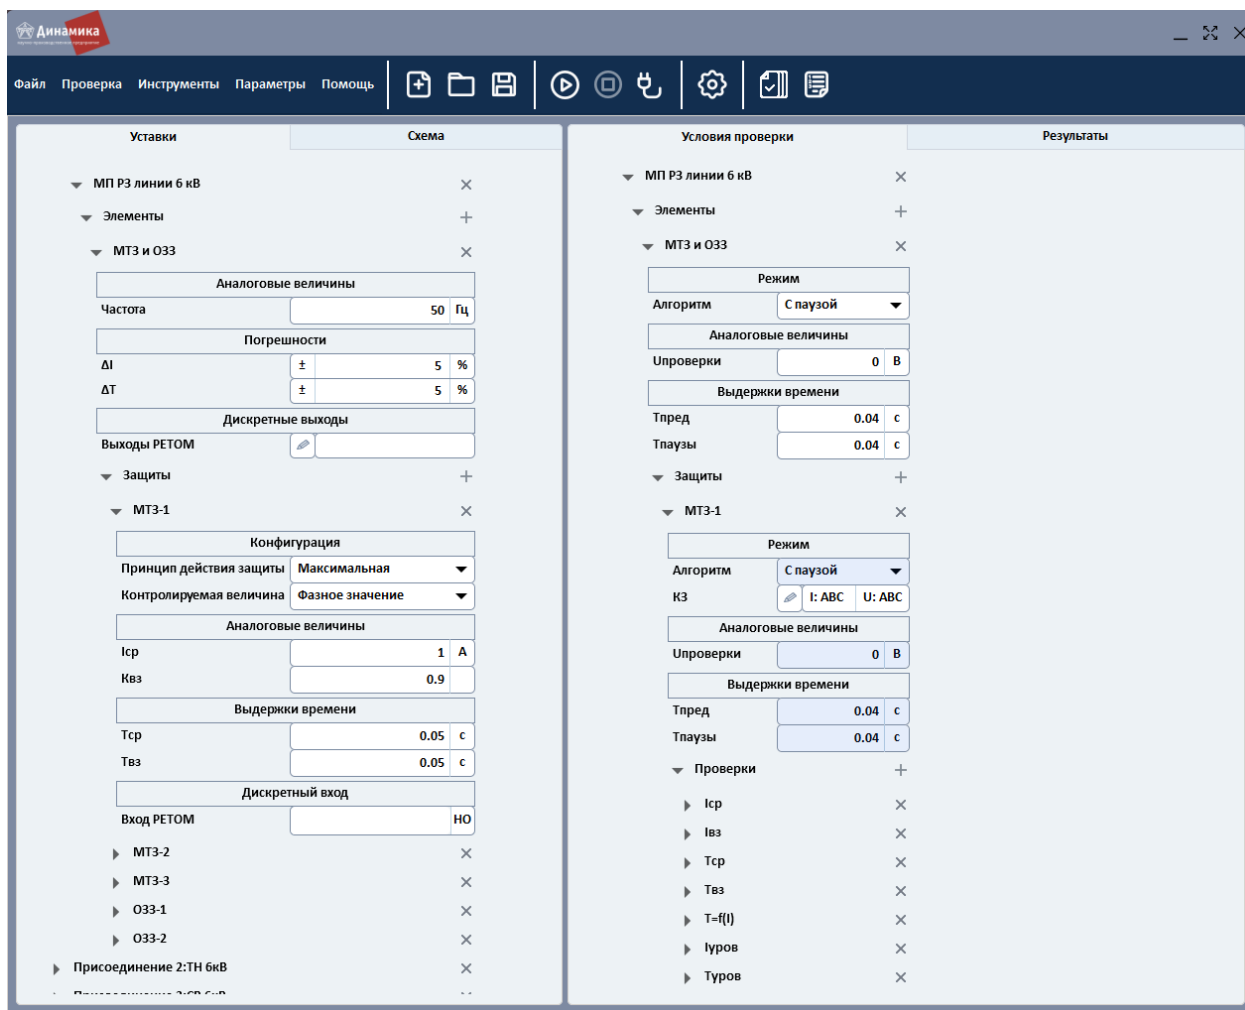 Динамика
Файл Проверка Инструменты Параметры Помощь
Уставки Схема
МП РЗ линии 6 кВ
Элементы
МТЗ и ОЗЗ
Аналоговые величины
Частота 50 Гц
Погрешности
ΔI ± 5 %
ΔT ± 5 %
Дискретные выходы
Выходы РЕТОМ
Защиты
МТЗ-1
Конфигурация
Принцип действия защиты Максимальная
Контролируемая величина Фазное значение
Аналоговые величины
Iср 1 А
Кв3 0.9
Выдержки времени
Тср 0.05 с
Твз 0.05 с
Дискретный вход
Вход РЕТОМ НО
МТЗ-2
МТЗ-3
ОЗЗ-1
ОЗЗ-2
Присоединение 2:ТН 6кВ
Условия проверки Результаты
МП РЗ линии 6 кВ
Элементы
МТЗ и ОЗЗ
Режим
Алгоритм С паузой
Аналоговые величины
Uпроверки 0 В
Выдержки времени
Тпред 0.04 с
Тпаузы 0.04 с
Защиты
МТЗ-1
Режим
Алгоритм С паузой
КЗ I: ABC U: ABC
Аналоговые величины
Uпроверки 0 В
Выдержки времени
Тпред 0.04 с
Тпаузы 0.04 с
Проверки
Iср
Iвз
Тср
Твз
T=f(I)
Iуров
Туров